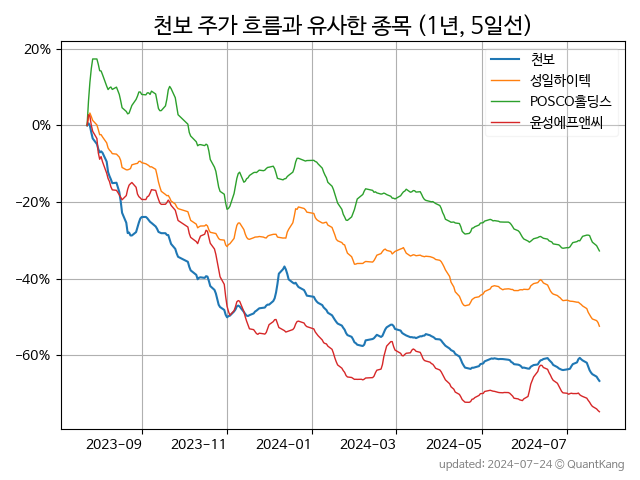 천보 주가 흐름과 유사한 종목 (1년, 5일선)
20%
0%
−20%
−40%
−60%
천보
성일하이텍
POSCO홀딩스
윤성에프앤씨
2023-09
2023-11
2024-01
2024-03
2024-05
2024-07
updated: 2024-07-24 © QuantKang